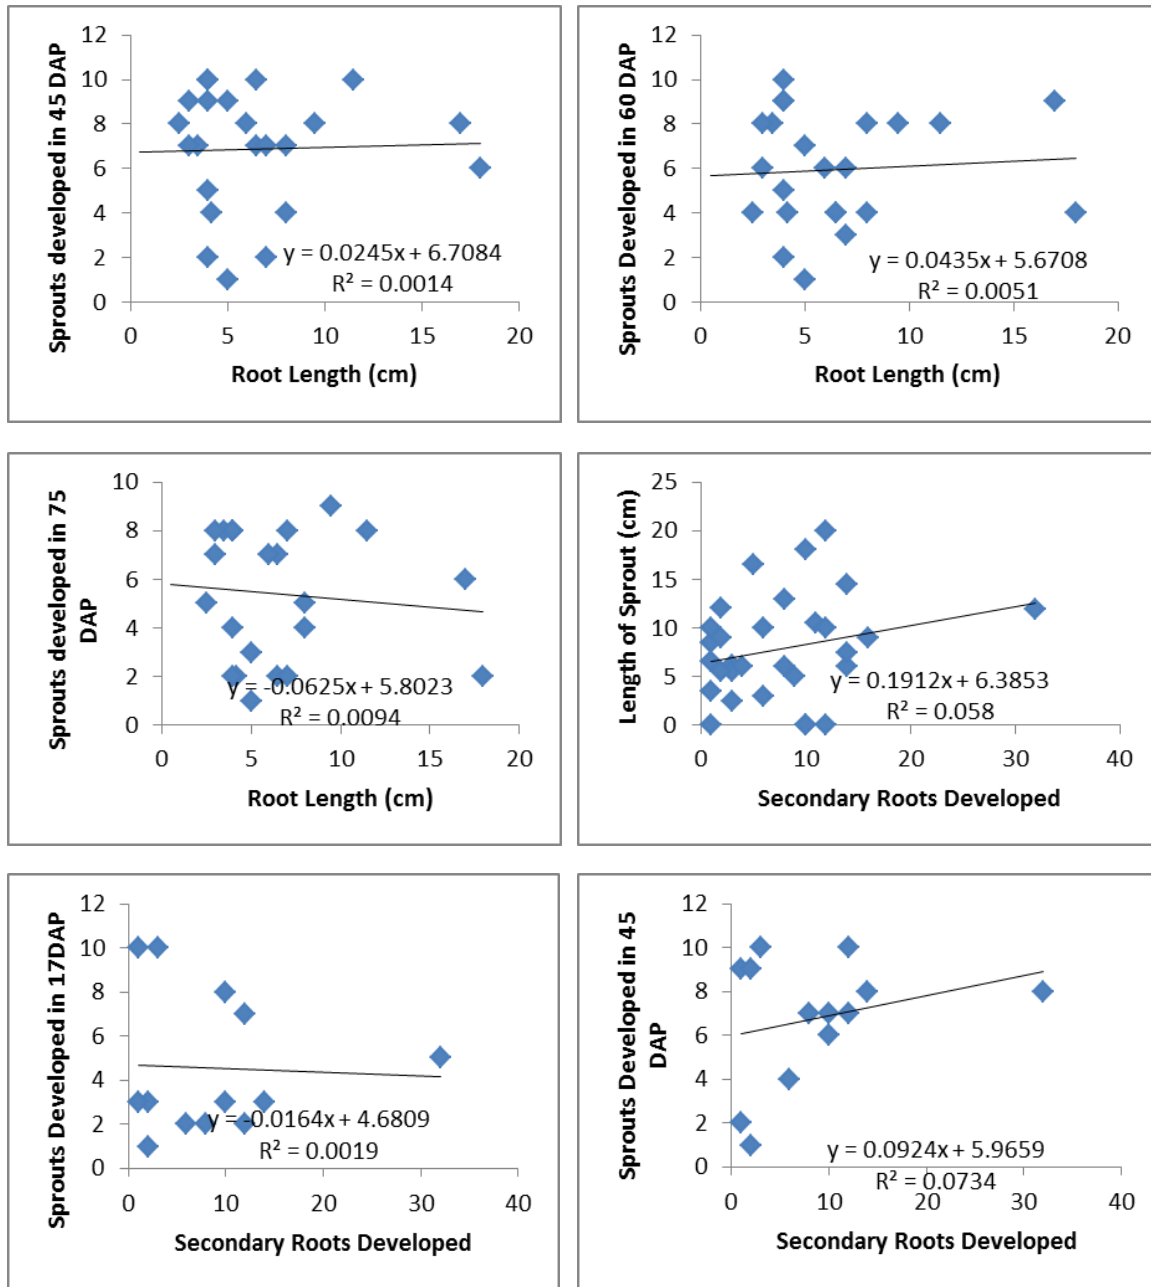 Sprouts developed in 45 DAP
12
10
8
6
4
2
0
y = 0.0245x + 6.7084
R² = 0.0014
0 5 10 15 20
Root Length (cm)
Sprouts Developed in 60 DAP
12
10
8
6
4
2
0
y = 0.0435x + 5.6708
R² = 0.0051
0 5 10 15 20
Root Length (cm)
Sprouts developed in 75
DAP
10
8
6
4
2
0
y = -0.0625x + 5.8023
R² = 0.0094
0 5 10 15 20
Root Length (cm)
Length of Sprout (cm)
25
20
15
10
5
0
y = 0.1912x + 6.3853
R² = 0.058
0 10 20 30 40
Secondary Roots Developed
Sprouts Developed in 17DAP
12
10
8
6
4
2
0
y = -0.0164x + 4.6809
R² = 0.0019
0 10 20 30 40
Secondary Roots Developed
Sprouts Developed in 45
DAP
12
10
8
6
4
2
0
y = 0.0924x + 5.9659
R² = 0.0734
0 10 20 30 40
Secondary Roots Developed